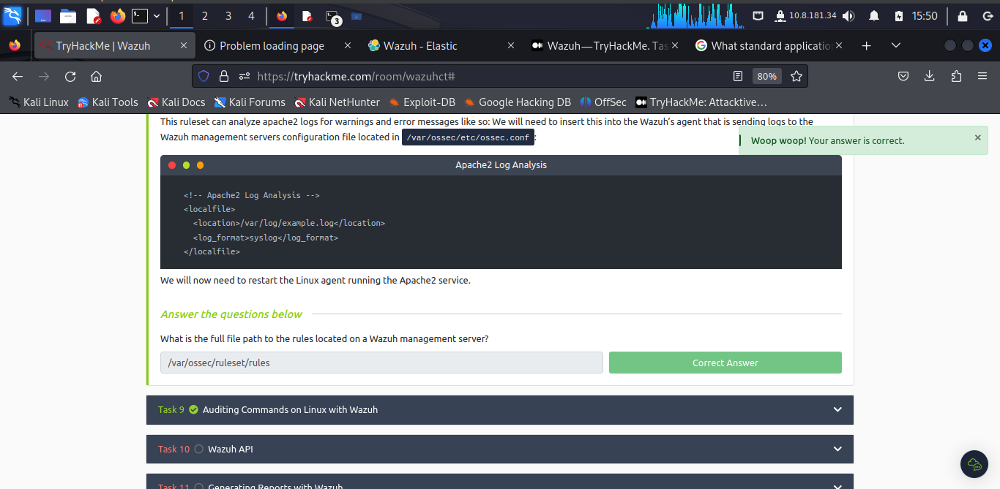 1 2 3 4 3 10.8.181.34 15:50
TryHackMe | Wazuh Problem loading page Wazuh - Elastic Wazuh — TryHackMe. Tas What standard application
https://tryhackme.com/room/wazuhct# 80%
Kali Linux Kali Tools Kali Docs Kali Forums Kali NetHunter Exploit-DB Google Hacking DB OffSec TryHackMe: Attacktive…
This ruleset can analyze apache2 logs for warnings and error messages like so: We will need to insert this into the Wazuh’s agent that is sending logs to the
Wazuh management servers configuration file located in /var/ossec/etc/ossec.conf :
Woop woop! Your answer is correct.
Apache2 Log Analysis
<!-- Apache2 Log Analysis -->
<localfile>
<location>/var/log/example.log</location>
<log_format>syslog</log_format>
</localfile>
We will now need to restart the Linux agent running the Apache2 service.
Answer the questions below
What is the full file path to the rules located on a Wazuh management server?
/var/ossec/ruleset/rules Correct Answer
Task 9 Auditing Commands on Linux with Wazuh
Task 10 Wazuh API
Task 11 Generating Reports with Wazuh